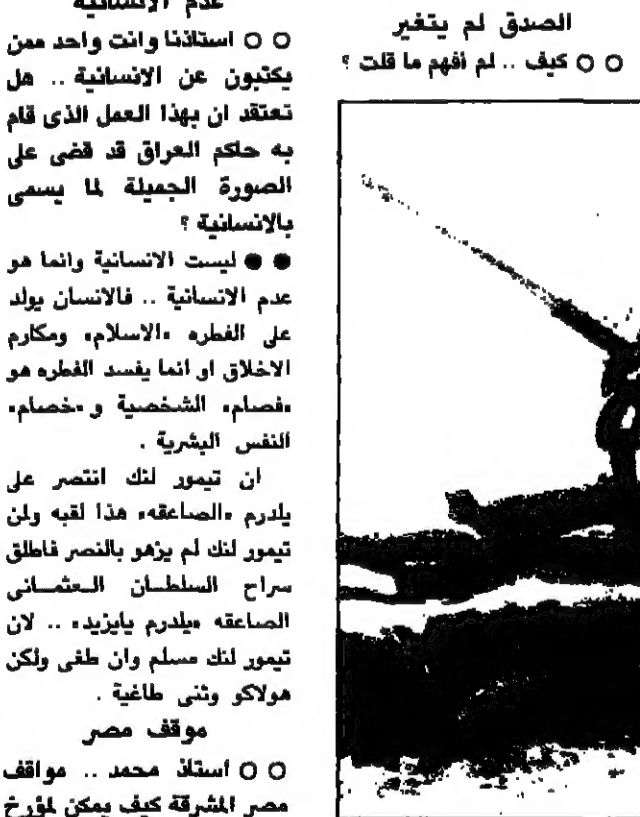 الصدق لم يتغير
○○ كيف .. لم أفهم ما قلت ؟
عدم الانسانية
○○ استاذنا وانت واحد ممن
يكتبون عن الانسانية .. هل
تعتقد ان بهذا العمل الذى قام
به حاكم العراق قد قضى على
الصورة الجميلة لما يسمى
بالانسانية ؟
●● ليست الانسانية وانما هو
عدم الانسانية .. فالانسان يولد
على الفطره «الاسلام» ومكارم
الاخلاق او انما يفسد الفطره هو
«فصام» الشخصية و«خصام»
النفس البشرية .
ان تيمور لنك انتصر على
يلدرم «الصاعقه» هذا لقبه ولن
تيمور لنك لم يزهو بالنصر فاطلق
سراح السلطان العثمانى
الصاعقه «يلدرم بايزيد» .. لان
تيمور لنك مسلم وان طغى ولكن
هولاكو وثنى طاغية .
موقف مصر
○○ أستاذ محمد .. مواقف
مصر المشرقة كيف يمكن لمؤرخ